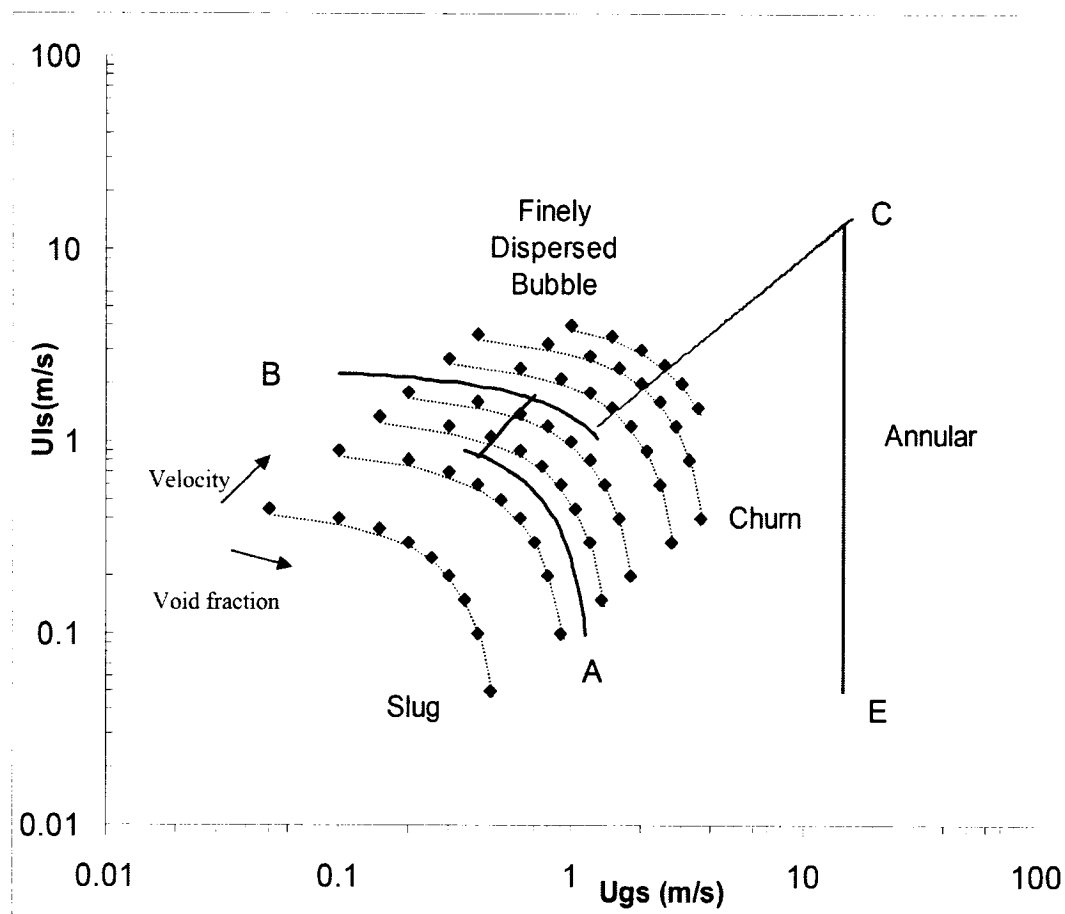 100
10
1
0.1
0.01
Uls(m/s)
Finely
Dispersed
Bubble
C
B
Annular
Velocity
Churn
Void fraction
A
Slug
E
0.01
0.1
1
10
100
Ugs (m/s)